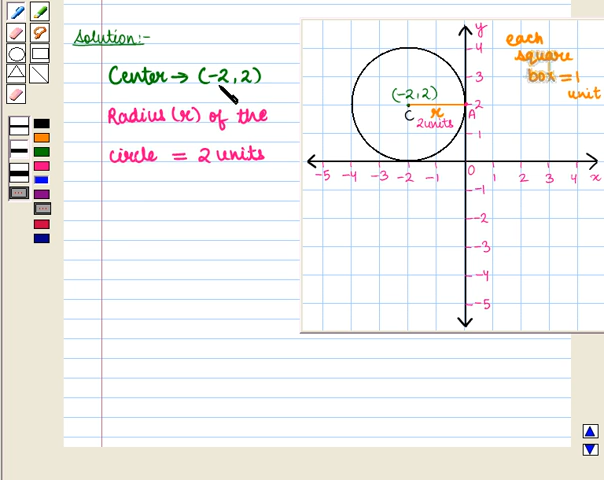 Solution:-
Center → (-2, 2)
Radius (r) of the
circle = 2 units
each
square
box = 1
unit
y
4
3
2
1
(-2, 2)
C
r
2 units
A
-5 -4 -3 -2 -1 0 1 2 3 4 x
-1
-2
-3
-4
-5